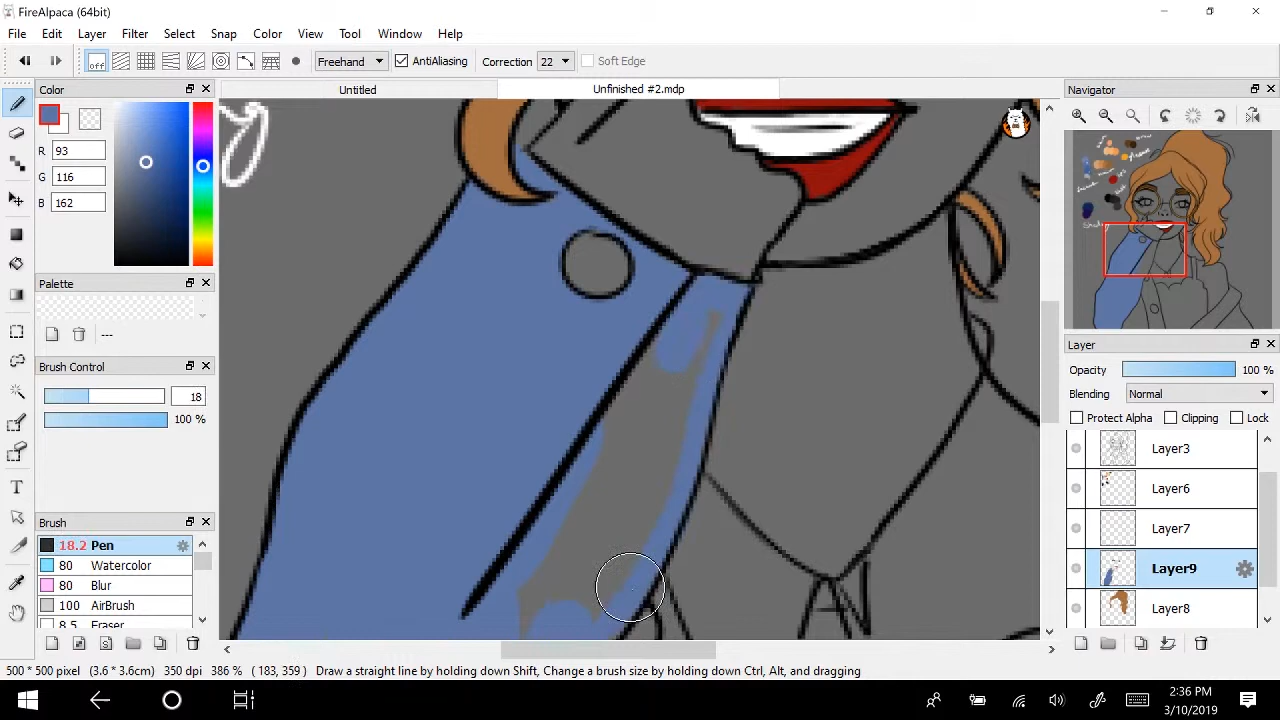 FireAlpaca (64bit)
File Edit Layer Filter Select Snap Color View Tool Window Help
off Freehand AntiAliasing Correction 22 Soft Edge
Color Untitled Unfinished #2.mdp Navigator
R 93
G 116
B 162
Palette
---
Layer
Brush Control
Opacity 100 %
18
Blending Normal
100 %
Protect Alpha Clipping Lock
Layer3
Layer6
Brush
Layer7
18.2 Pen
80 Watercolor
Layer9
80 Blur
100 AirBrush
Layer8
8.5 Eraser
500 * 500 pixel (3.6 * 3.6cm) 350 dpi 386 % ( 183, 359 ) Draw a straight line by holding down Shift, Change a brush size by holding down Ctrl, Alt, and dragging
2:36 PM
3/10/2019